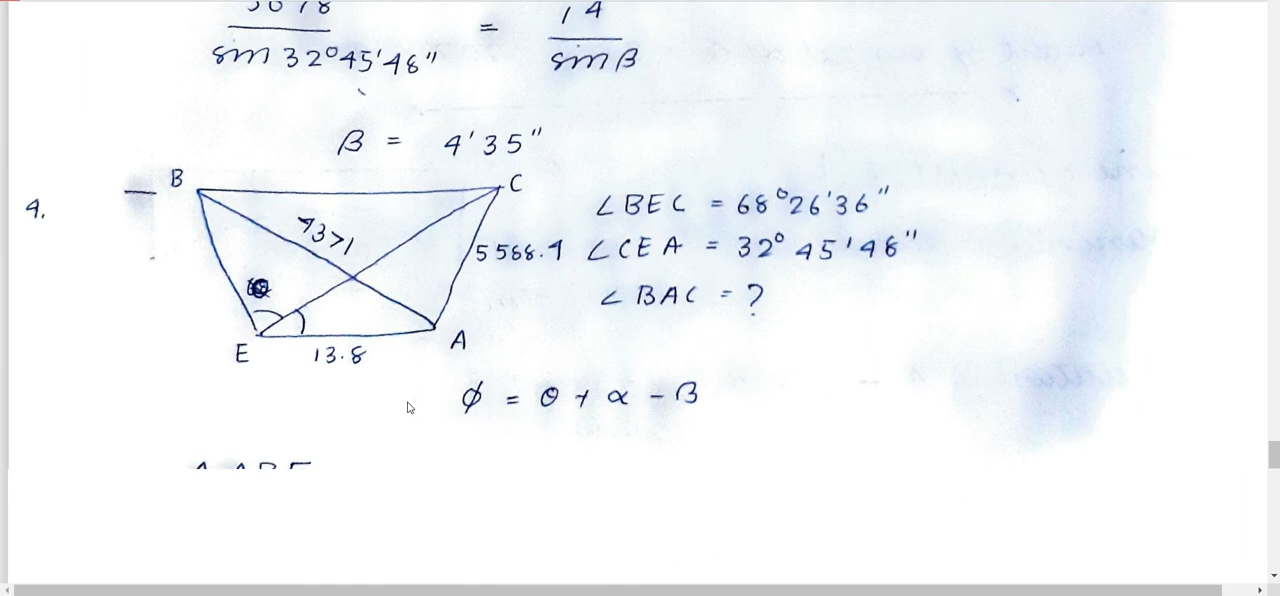 sin 32°45'48" = 14 / sin β
β = 4'35"
B C
4. ∠BEC = 68°26'36"
5588.4 ∠CEA = 32°45'48"
∠BAC = ?
E 13.8 A
φ = θ + α - β